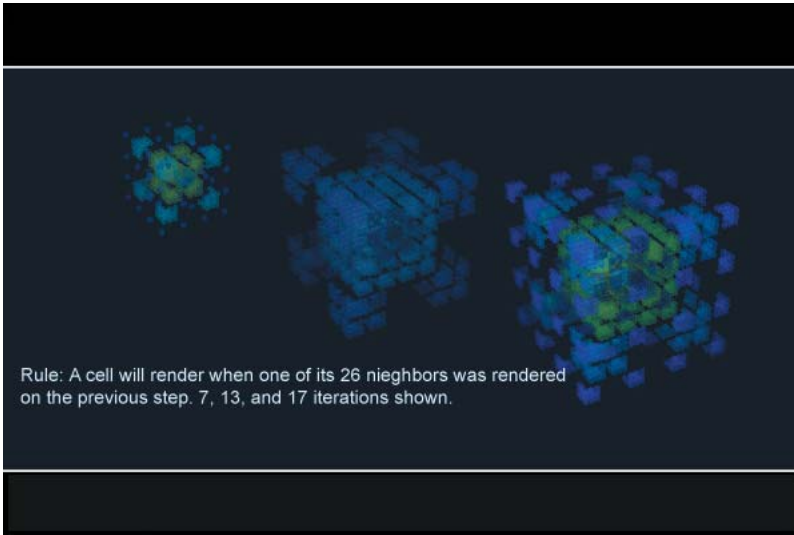 Rule: A cell will render when one of its 26 nieghbors was rendered
on the previous step. 7, 13, and 17 iterations shown.